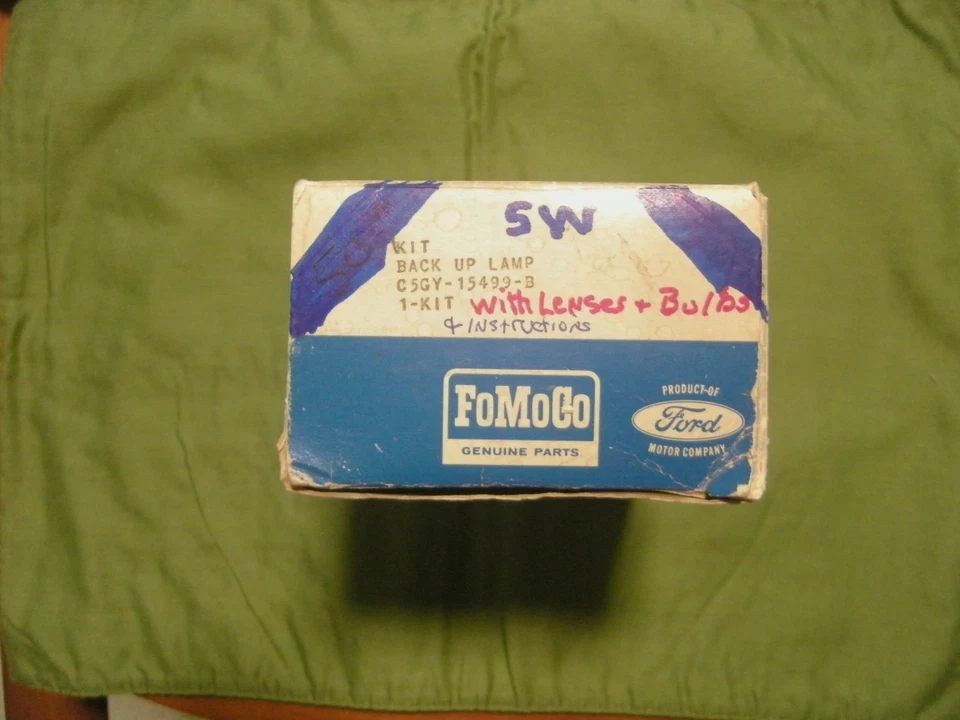 SW
KIT
BACK UP LAMP
C5GY-15499-B
1-KIT With Lenses + Bulbs
& INSTRUCTIONS
FoMoCo
GENUINE PARTS
PRODUCT OF
Ford
MOTOR COMPANY